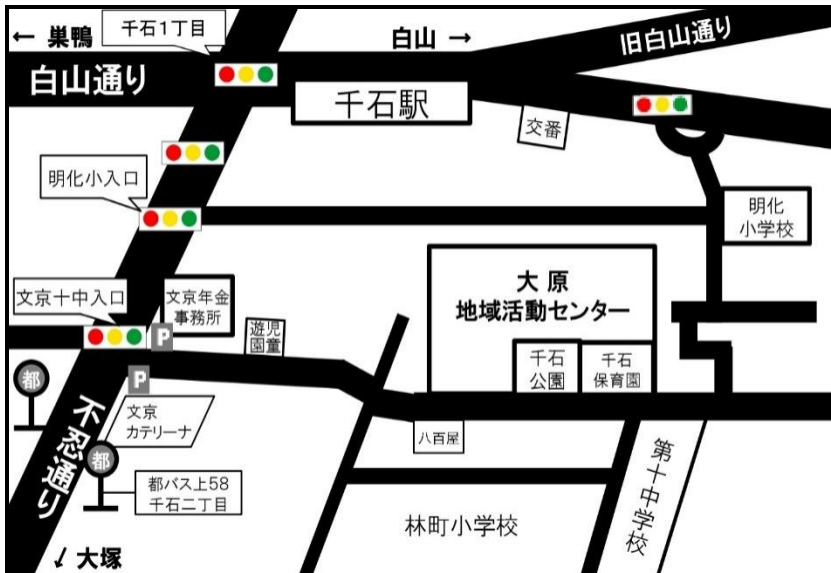 ← 巣鴨
千石1丁目
白山 →
旧白山通り
白山通り
千石駅
交番
明化小入口
明化
小学校
大原
地域活動センター
文京十中入口
文京年金
事務所
P
遊児
園童
千石
公園
千石
保育園
都
P
文京
カテリーナ
八百屋
不忍通り
都
都バス上58
千石二丁目
林町小学校
第十中学校
↙ 大塚